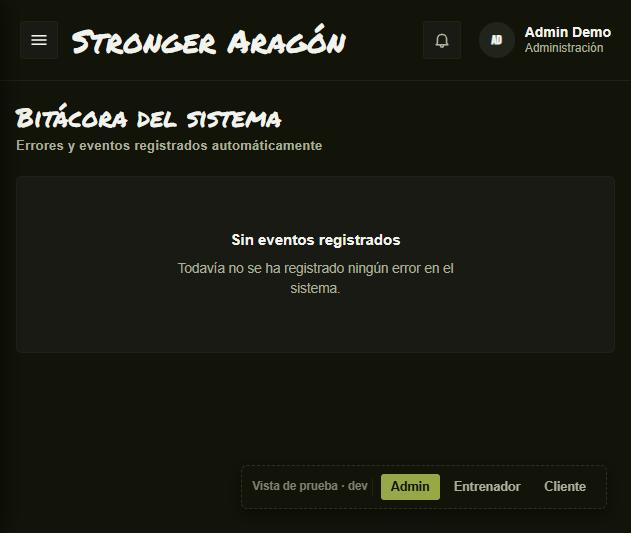 Stronger Aragón
AD
Admin Demo
Administración
Bitácora del sistema
Errores y eventos registrados automáticamente
Sin eventos registrados
Todavía no se ha registrado ningún error en el
sistema.
Vista de prueba · dev
Admin
Entrenador
Cliente